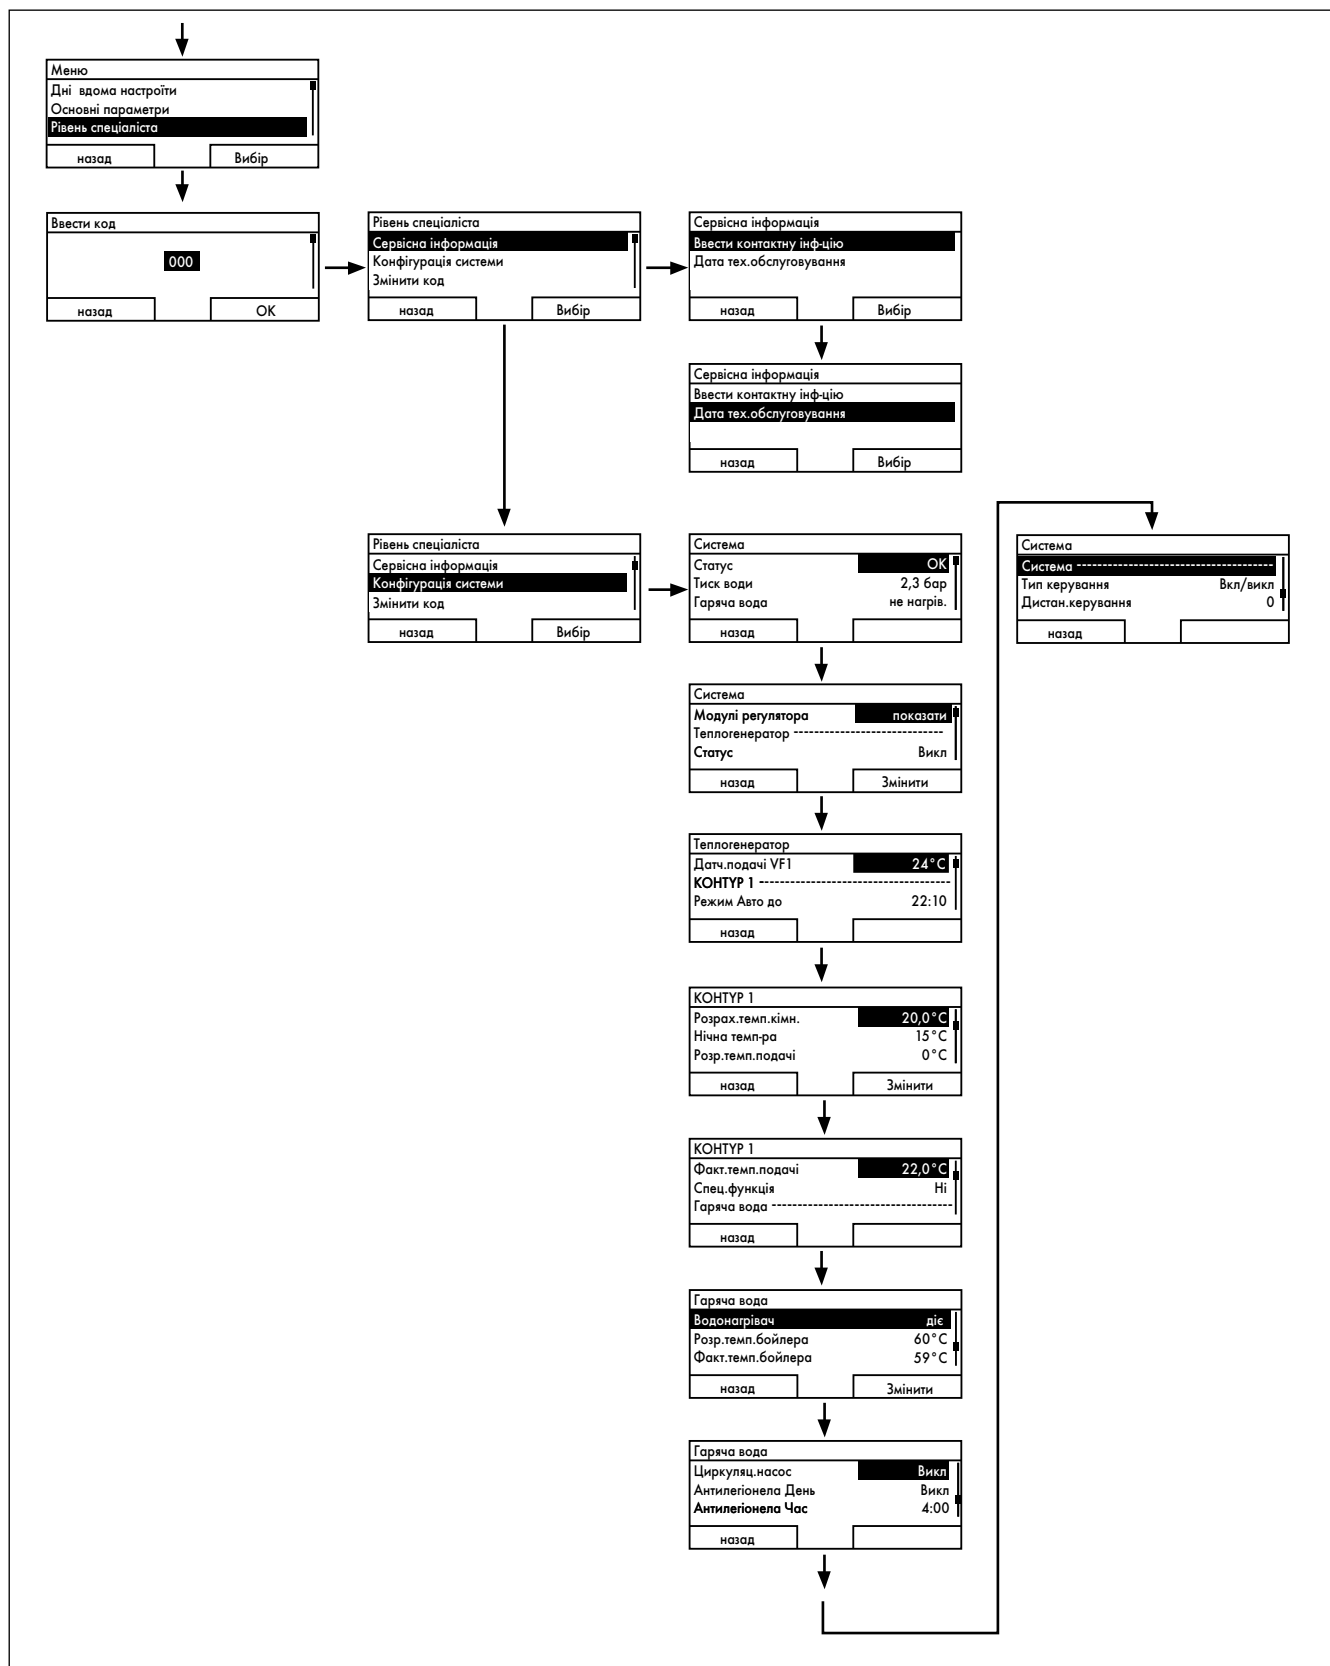 Меню
Дні вдома настроїти
Основні параметри
Рівень спеціаліста
назад Вибір
Ввести код
000
назад OK
Рівень спеціаліста
Сервісна інформація
Конфігурація системи
Змінити код
назад Вибір
Сервісна інформація
Ввести контактну інф-цію
Дата тех.обслуговування
назад Вибір
Сервісна інформація
Ввести контактну інф-цію
Дата тех.обслуговування
назад Вибір
Рівень спеціаліста
Сервісна інформація
Конфігурація системи
Змінити код
назад Вибір
Система
Статус OK
Тиск води 2,3 бар
Гаряча вода не нагрів.
назад
Система
Модулі регулятора показати
Теплогенератор -----------------------------
Статус Викл
назад Змінити
Теплогенератор
Датч.подачі VF1 24°C
КОНТУР 1 -------------------------------------
Режим Авто до 22:10
назад
КОНТУР 1
Розрах.темп.кімн. 20,0°C
Нічна темп-ра 15°C
Розр.темп.подачі 0°C
назад Змінити
КОНТУР 1
Факт.темп.подачі 22,0°C
Спец.функція Ні
Гаряча вода -----------------------------------
назад
Гаряча вода
Водонагрівач діє
Розр.темп.бойлера 60°C
Факт.темп.бойлера 59°C
назад Змінити
Гаряча вода
Циркуляц.насос Викл
Антилегіонела День Викл
Антилегіонела Час 4:00
назад
Система
Система --------------------------------------
Тип керування Вкл/викл
Дистан.керування 0
назад